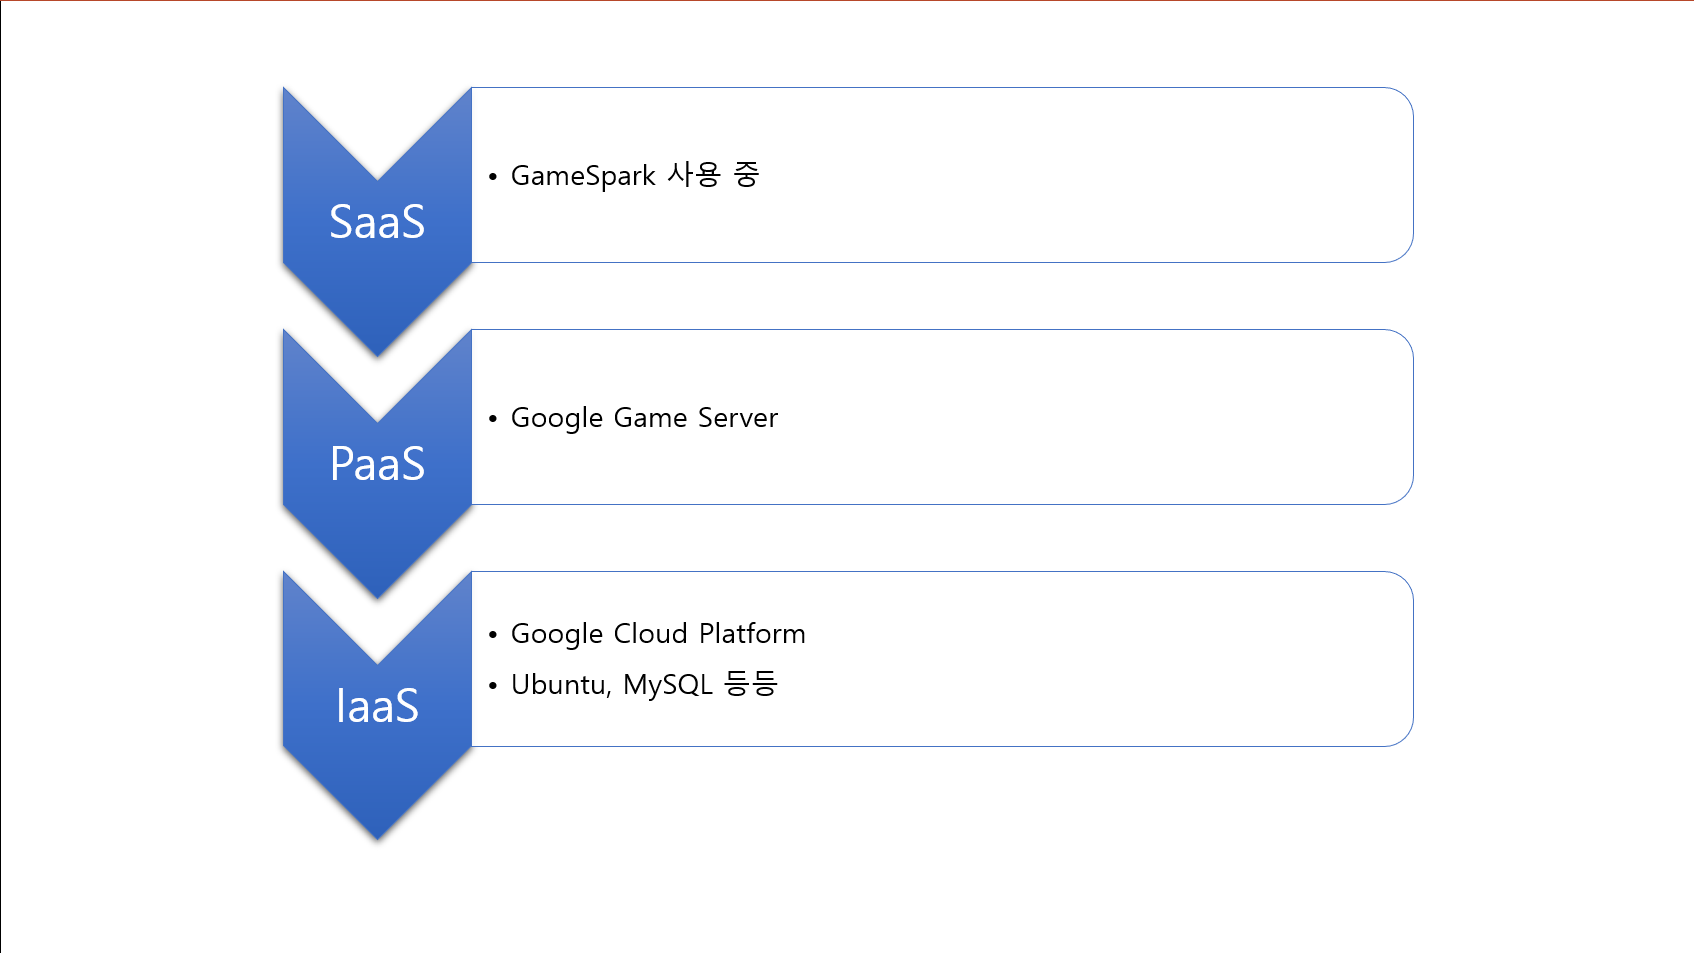 SaaS
• GameSpark 사용 중
PaaS
• Google Game Server
IaaS
• Google Cloud Platform
• Ubuntu, MySQL 등등